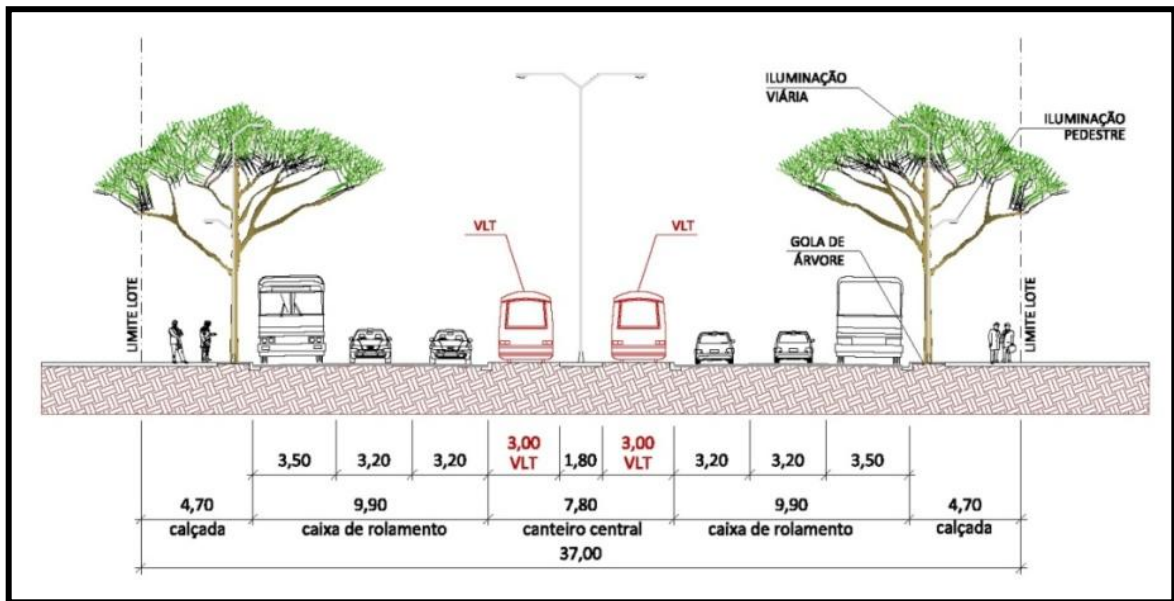 ILUMINAÇÃO
VIÁRIA
ILUMINAÇÃO
PEDESTRE
VLT
VLT
GOLA DE
ÁRVORE
LIMITE LOTE
LIMITE LOTE
3,50
3,20
3,20
3,00
VLT
1,80
3,00
VLT
3,20
3,20
3,50
4,70
9,90
7,80
9,90
4,70
calçada
caixa de rolamento
canteiro central
caixa de rolamento
calçada
37,00